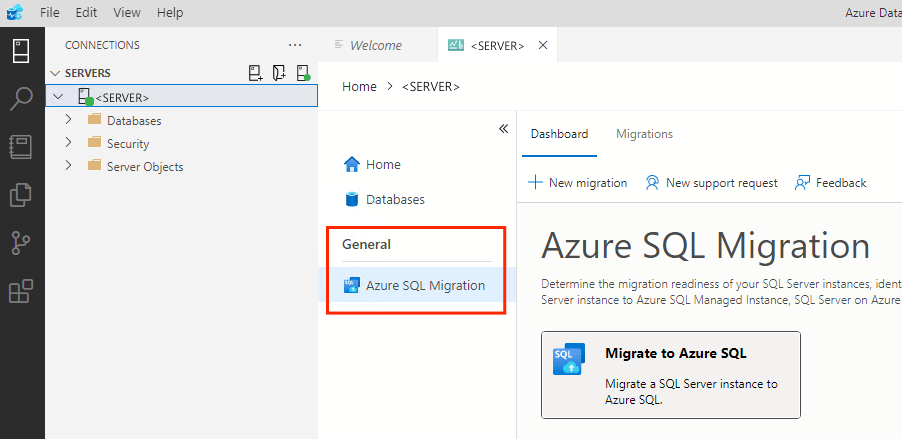 File Edit View Help Azure Data
CONNECTIONS ...
Welcome
<SERVER>
SERVERS
<SERVER>
Databases
Security
Server Objects
Home > <SERVER>
Home
Databases
General
Azure SQL Migration
Dashboard Migrations
New migration New support request Feedback
Azure SQL Migration
Determine the migration readiness of your SQL Server instances, ident
Server instance to Azure SQL Managed Instance, SQL Server on Azure
SQL
Migrate to Azure SQL
Migrate a SQL Server instance to
Azure SQL.